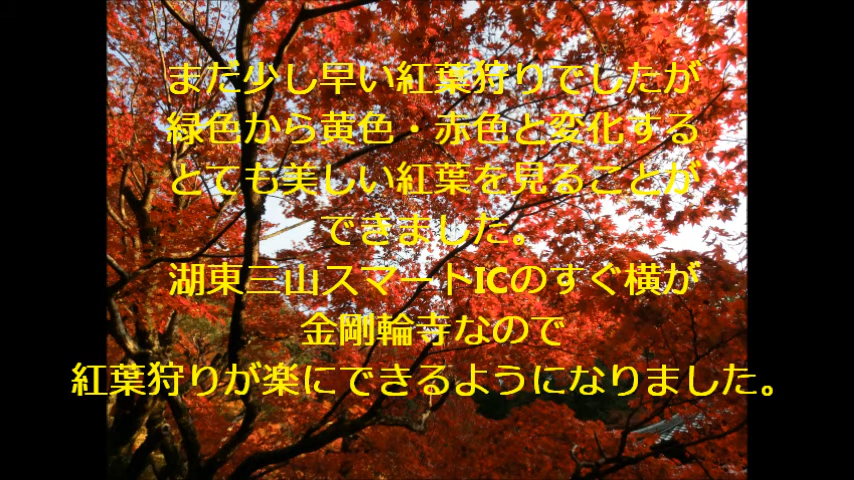 まだ少し早い紅葉狩りでしたが
緑色から黄色・赤色と変化する
とても美しい紅葉を見ることが
できました。
湖東三山スマートICのすぐ横が
金剛輪寺なので
紅葉狩りが楽にできるようになりました。